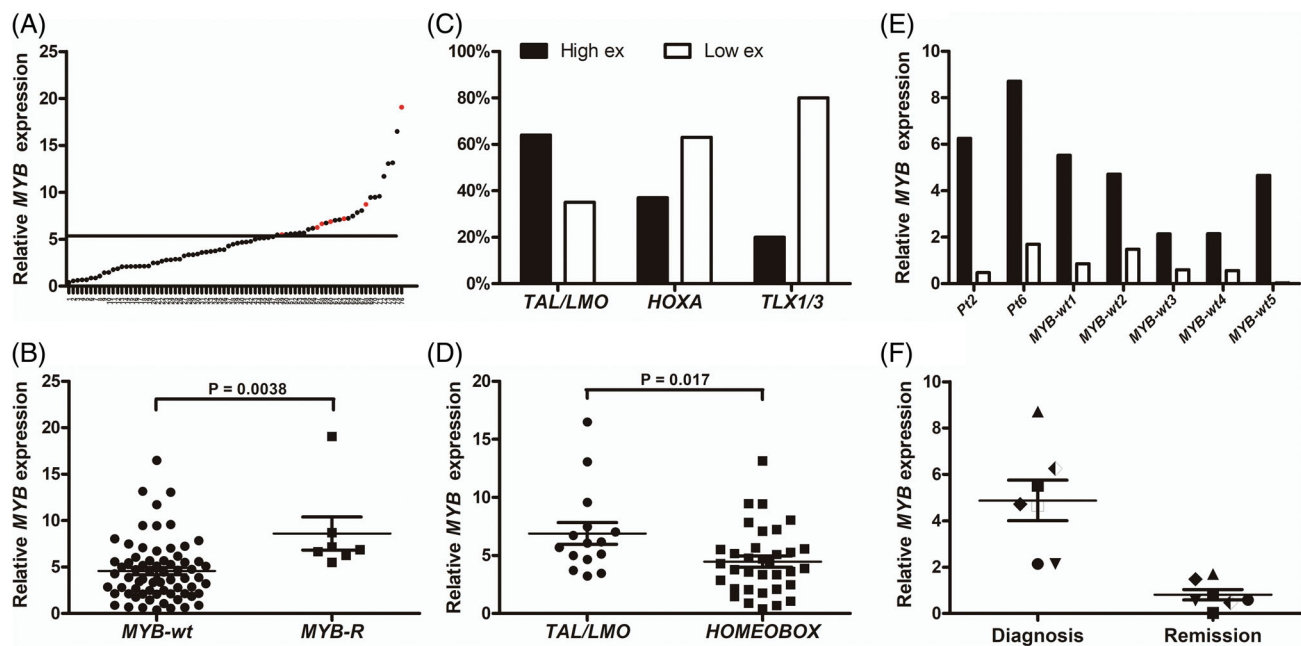 (A)
Relative MYB expression
25
20
15
10
5
0
(B)
Relative MYB expression
25
20
15
10
5
0
P = 0.0038
MYB-wt
MYB-R
(C)
High ex
Low ex
100%
80%
60%
40%
20%
0%
TAL/LMO
HOXA
TLX1/3
(D)
Relative MYB expression
20
15
10
5
0
P = 0.017
TAL/LMO
HOMEOBOX
(E)
Relative MYB expression
10
8
6
4
2
0
Pt2
Pt6
MYB-wt1
MYB-wt2
MYB-wt3
MYB-wt4
MYB-wt5
(F)
Relative MYB expression
10
8
6
4
2
0
Diagnosis
Remission